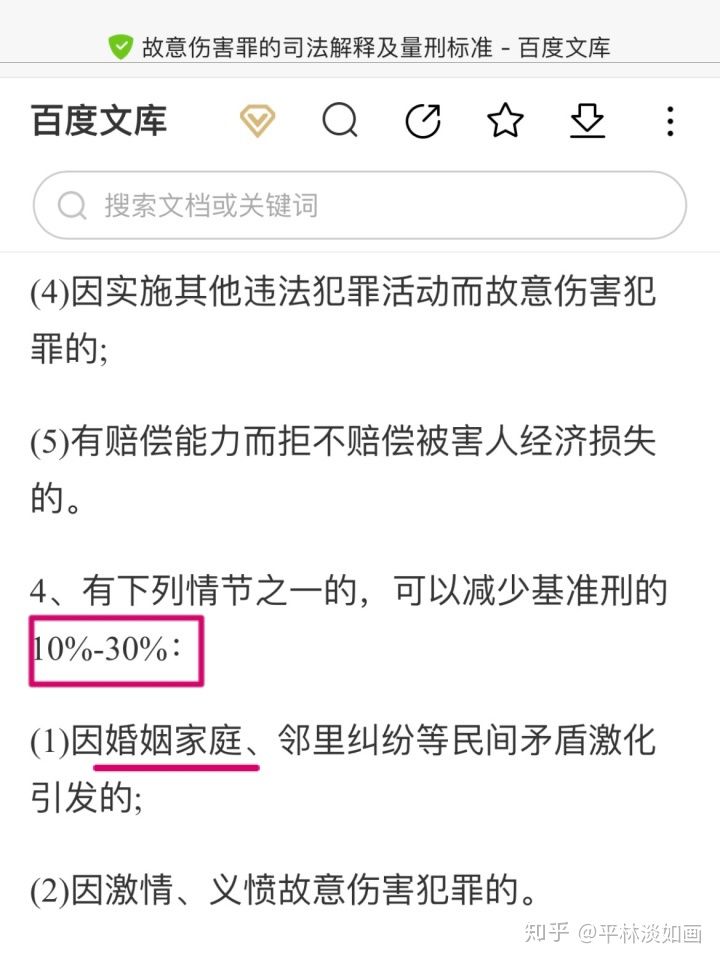 故意伤害罪的司法解释及量刑标准 - 百度文库
百度文库
搜索文档或关键词
(4)因实施其他违法犯罪活动而故意伤害犯
罪的;
(5)有赔偿能力而拒不赔偿被害人经济损失
的。
4、有下列情节之一的，可以减少基准刑的
10%-30%：
(1)因婚姻家庭、邻里纠纷等民间矛盾激化
引发的;
(2)因激情、义愤故意伤害犯罪的。
知乎 @平林淡如画